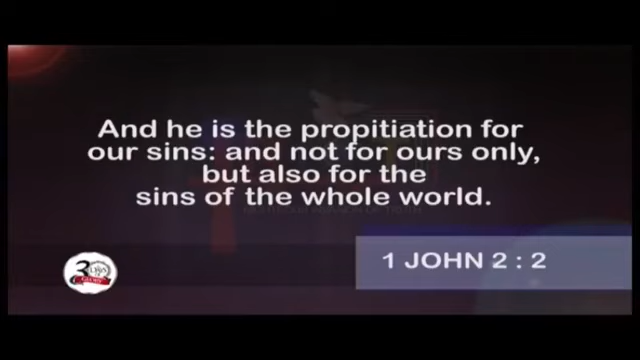 And he is the propitiation for
our sins: and not for ours only,
but also for the
sins of the whole world.
1 JOHN 2 : 2